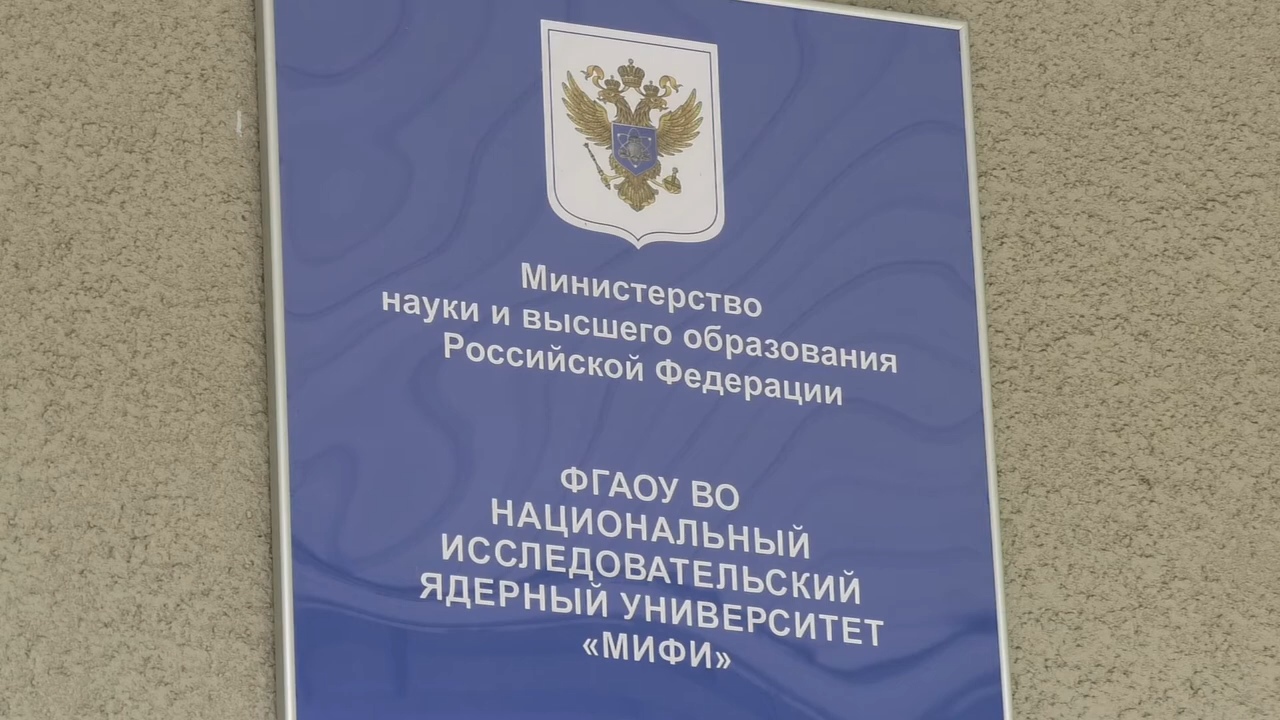 Министерство
науки и высшего образования
Российской Федерации
ФГАОУ ВО
НАЦИОНАЛЬНЫЙ
ИССЛЕДОВАТЕЛЬСКИЙ
ЯДЕРНЫЙ УНИВЕРСИТЕТ
«МИФИ»